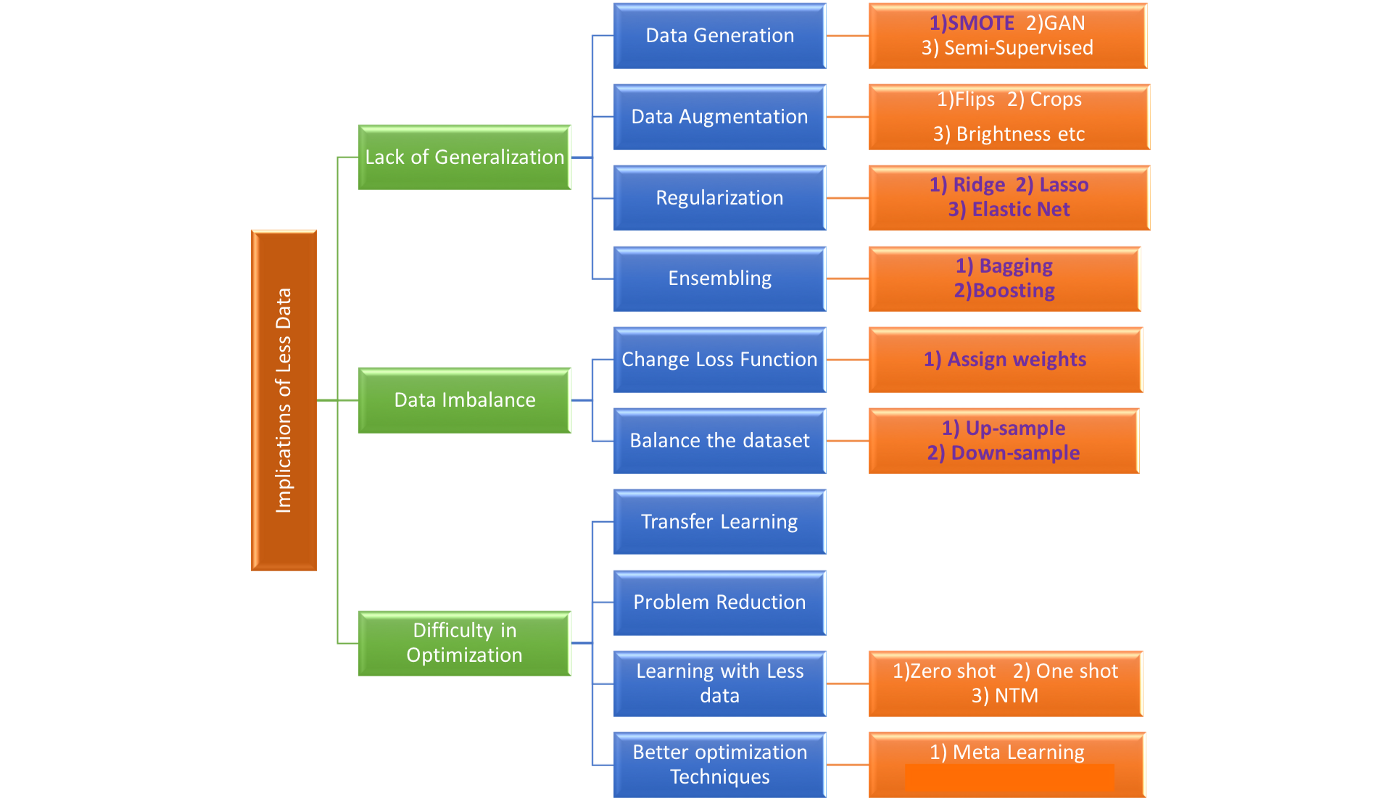 Implications of Less Data
Lack of Generalization
Data Generation
1)SMOTE 2)GAN
3) Semi-Supervised
Data Augmentation
1)Flips 2) Crops
3) Brightness etc
Regularization
1) Ridge 2) Lasso
3) Elastic Net
Ensembling
1) Bagging
2)Boosting
Data Imbalance
Change Loss Function
1) Assign weights
Balance the dataset
1) Up-sample
2) Down-sample
Difficulty in
Optimization
Transfer Learning
Problem Reduction
Learning with Less
data
1)Zero shot 2) One shot
3) NTM
Better optimization
Techniques
1) Meta Learning